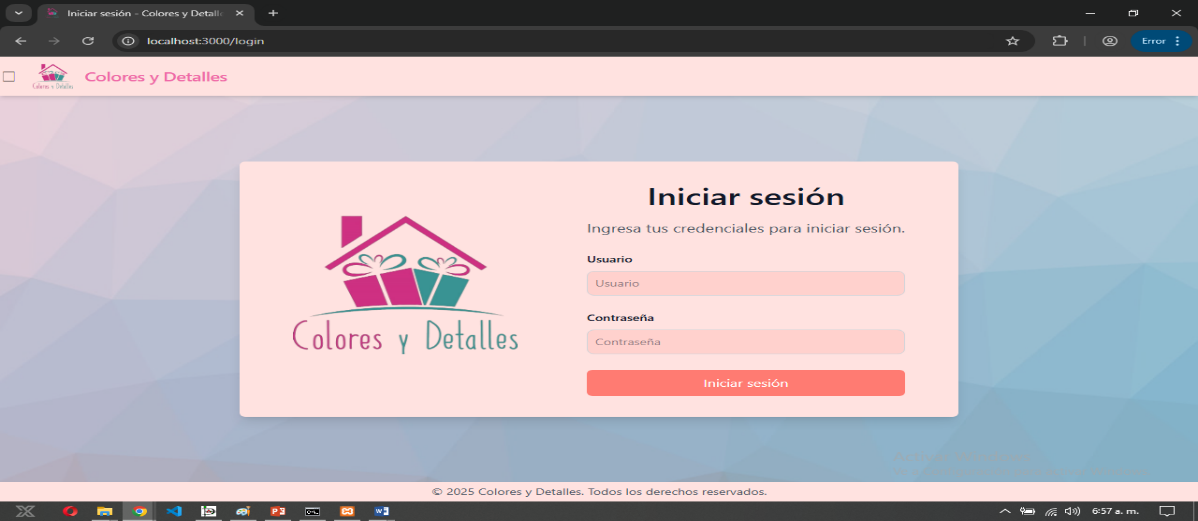 Iniciar sesión - Colores y Detalle
localhost:3000/login
Error
Colores y Detalles
Colores y Detalles
Iniciar sesión
Ingresa tus credenciales para iniciar sesión.
Usuario
Usuario
Contraseña
Contraseña
Iniciar sesión
Colores y Detalles
© 2025 Colores y Detalles. Todos los derechos reservados.
6:57 a. m.